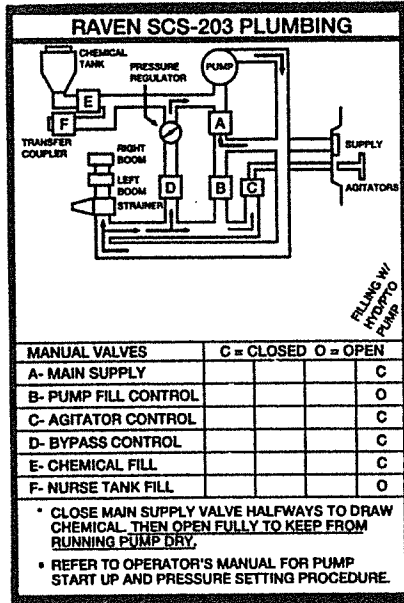 RAVEN SCS-203 PLUMBING
CHEMICAL
TANK
PRESSURE
REGULATOR
PUMP
E
F
A
TRANSFER
COUPLER
RIGHT
BOOM
LEFT
BOOM
STRAINER
D
B
C
SUPPLY
AGITATORS
FILLING W/
HYD/PTO
PUMP
MANUAL VALVES C = CLOSED O = OPEN
A- MAIN SUPPLY C
B- PUMP FILL CONTROL O
C- AGITATOR CONTROL C
D- BYPASS CONTROL C
E- CHEMICAL FILL C
F- NURSE TANK FILL O
* CLOSE MAIN SUPPLY VALVE HALFWAYS TO DRAW
CHEMICAL. THEN OPEN FULLY TO KEEP FROM
RUNNING PUMP DRY.
* REFER TO OPERATOR'S MANUAL FOR PUMP
START UP AND PRESSURE SETTING PROCEDURE.